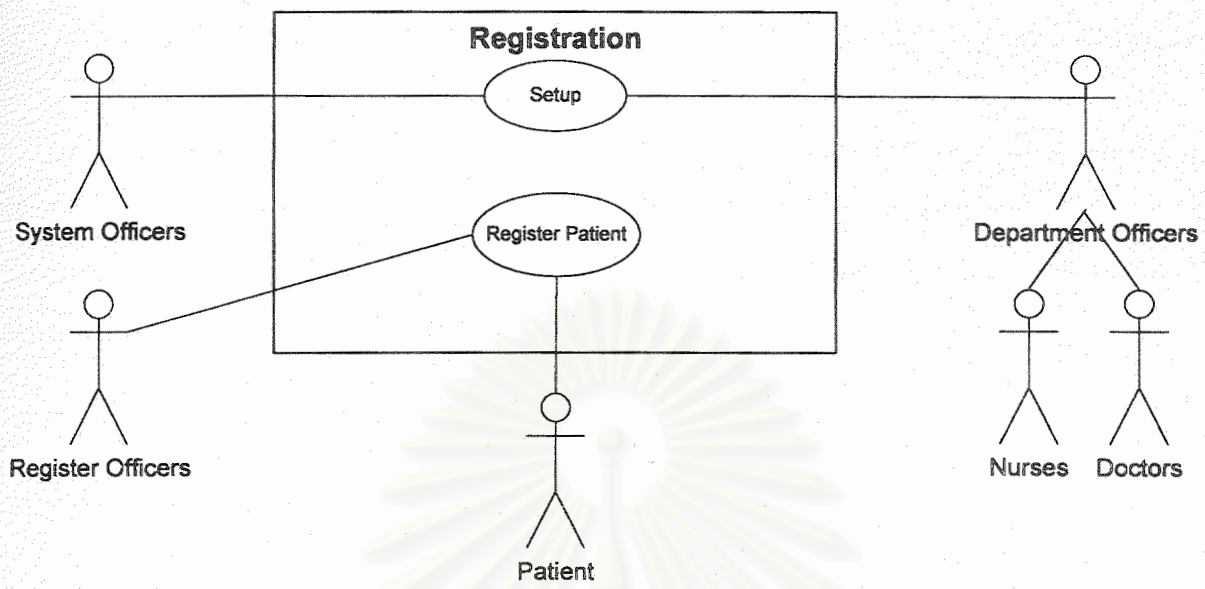 Registration
Setup
System Officers
Register Patient
Department Officers
Register Officers
Nurses
Doctors
Patient